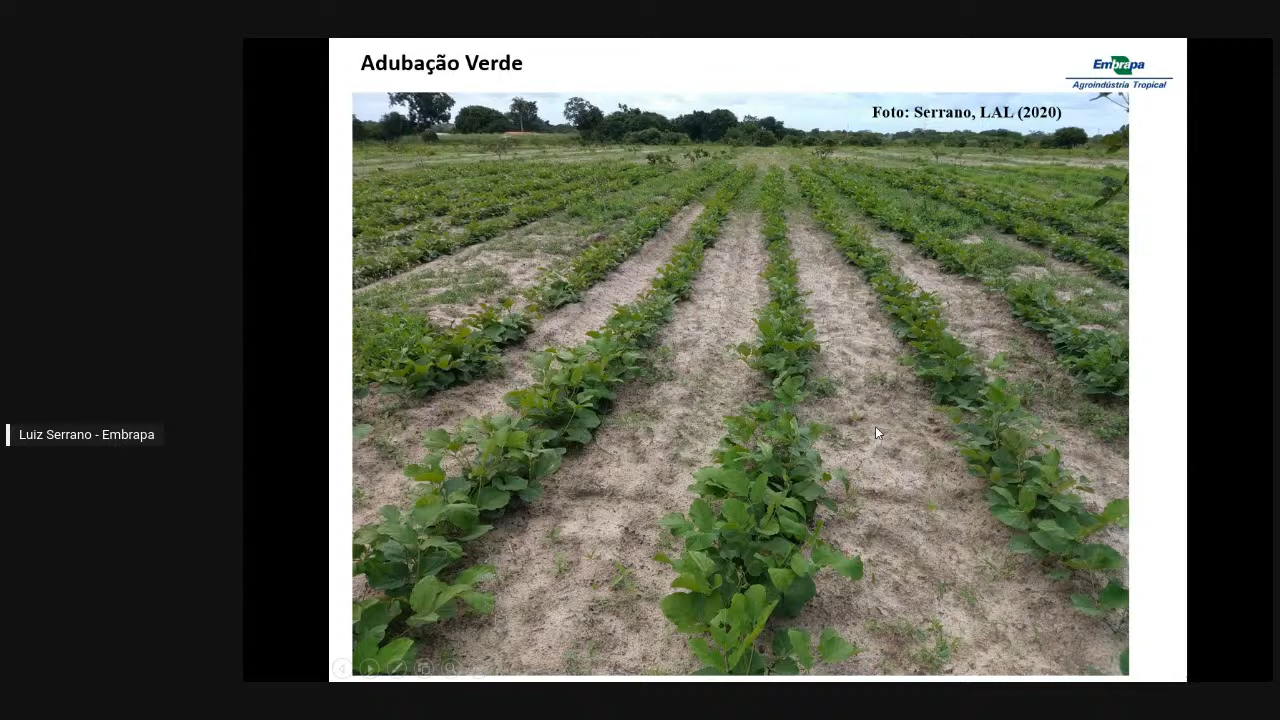 Adubação Verde
Embrapa
Agroindústria Tropical
Foto: Serrano, LAL (2020)
Luiz Serrano - Embrapa